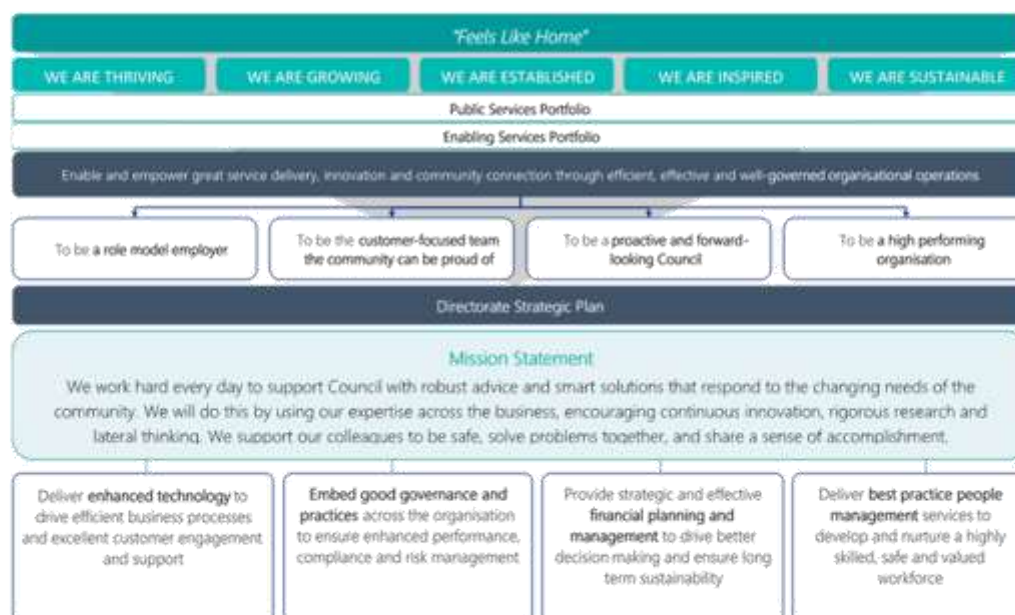 "Feels Like Home"
WE ARE THRIVING
WE ARE GROWING
WE ARE ESTABLISHED
WE ARE INSPIRED
WE ARE SUSTAINABLE
Public Services Portfolio
Enabling Services Portfolio
Enable and empower great service delivery, innovation and community connection through efficient, effective and well-governed organisational operations
To be a role model employer
To be the customer-focused team
the community can be proud of
To be a proactive and forward-
looking Council
To be a high performing
organisation
Directorate Strategic Plan
Mission Statement
We work hard every day to support Council with robust advice and smart solutions that respond to the changing needs of the
community. We will do this by using our expertise across the business, encouraging continuous innovation, rigorous research and
lateral thinking. We support our colleagues to be safe, solve problems together, and share a sense of accomplishment.
Deliver enhanced technology to
drive efficient business processes
and excellent customer engagement
and support
Embed good governance and
practices across the organisation
to ensure enhanced performance,
compliance and risk management
Provide strategic and effective
financial planning and
management to drive better
decision-making and ensure long
term sustainability
Deliver best practice people
management services to
develop and nurture a highly
skilled, safe and valued
workforce